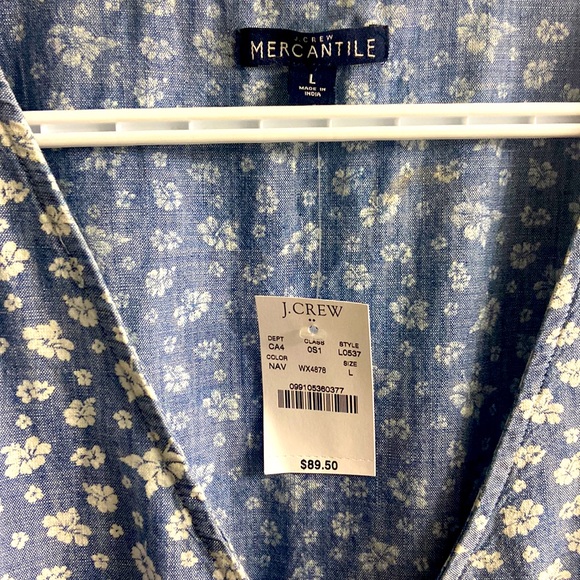 J.CREW
MERCANTILE
L
MADE IN
INDIA
J.CREW
DEPT CLASS STYLE
CA4 0S1 L0537
COLOR SIZE
NAV WX4878 L
099105360377
$89.50